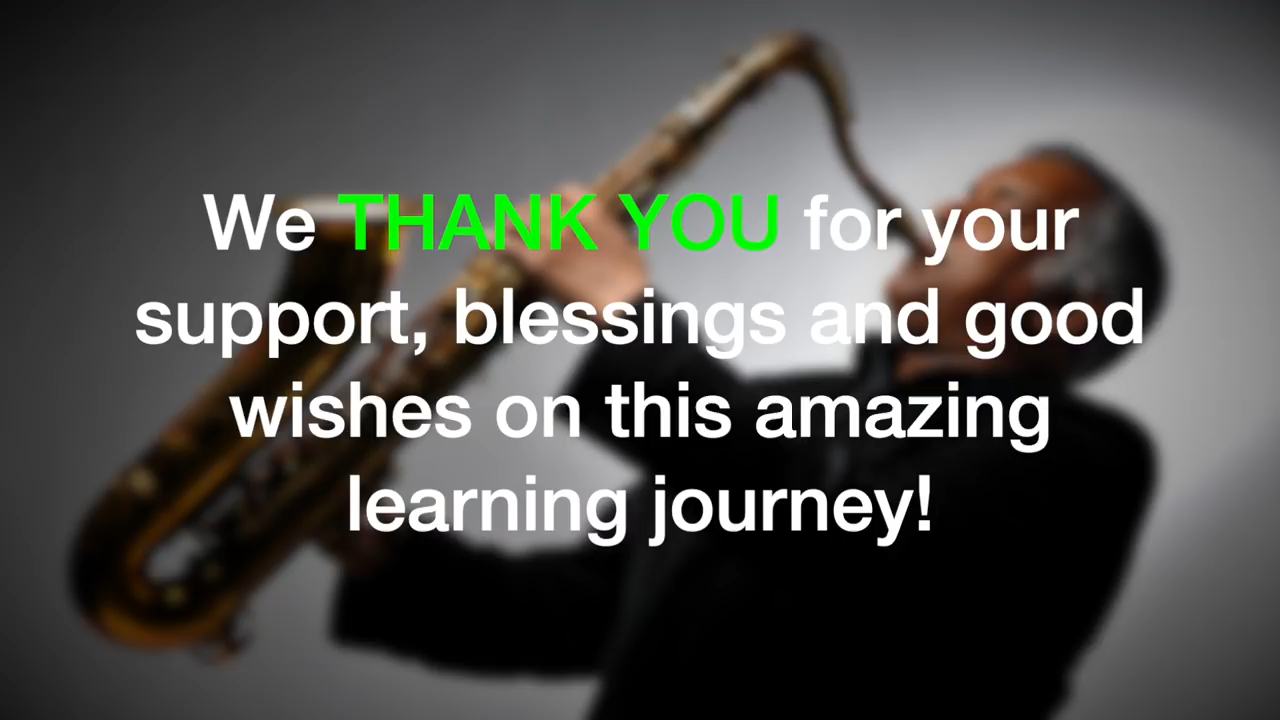 We THANK YOU for your
support, blessings and good
wishes on this amazing
learning journey!